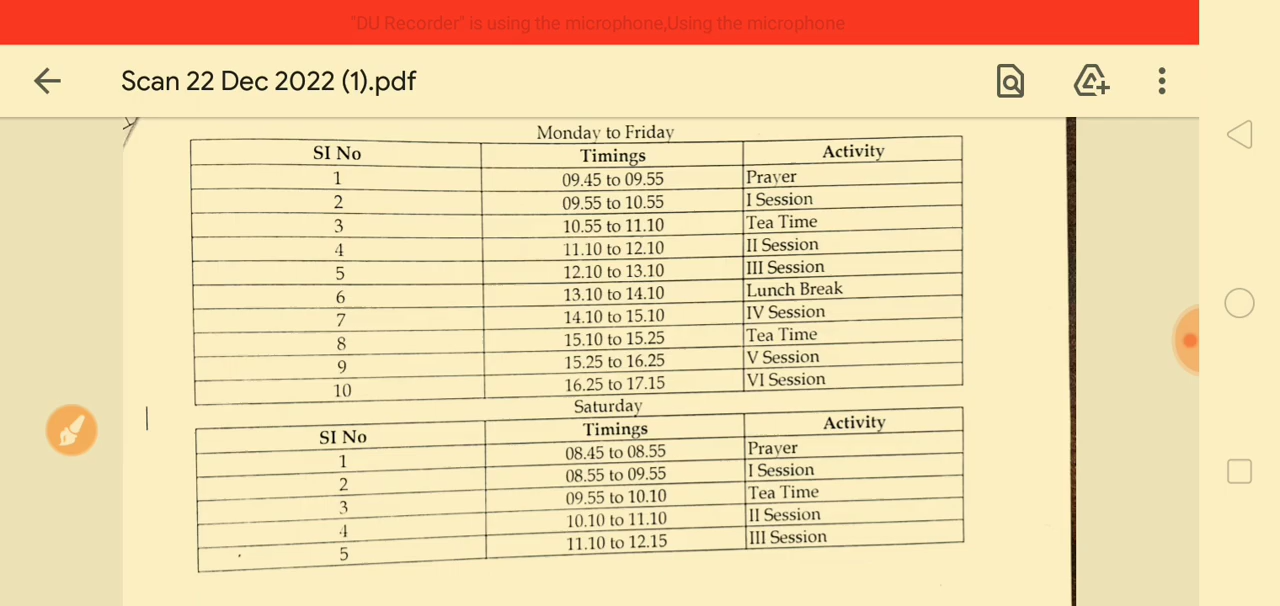 "DU Recorder" is using the microphone,Using the microphone
Scan 22 Dec 2022 (1).pdf
Monday to Friday
SI No Timings Activity
1 09.45 to 09.55 Prayer
2 09.55 to 10.55 I Session
3 10.55 to 11.10 Tea Time
4 11.10 to 12.10 II Session
5 12.10 to 13.10 III Session
6 13.10 to 14.10 Lunch Break
7 14.10 to 15.10 IV Session
8 15.10 to 15.25 Tea Time
9 15.25 to 16.25 V Session
10 16.25 to 17.15 VI Session
Saturday
SI No Timings Activity
1 08.45 to 08.55 Prayer
2 08.55 to 09.55 I Session
3 09.55 to 10.10 Tea Time
4 10.10 to 11.10 II Session
5 11.10 to 12.15 III Session